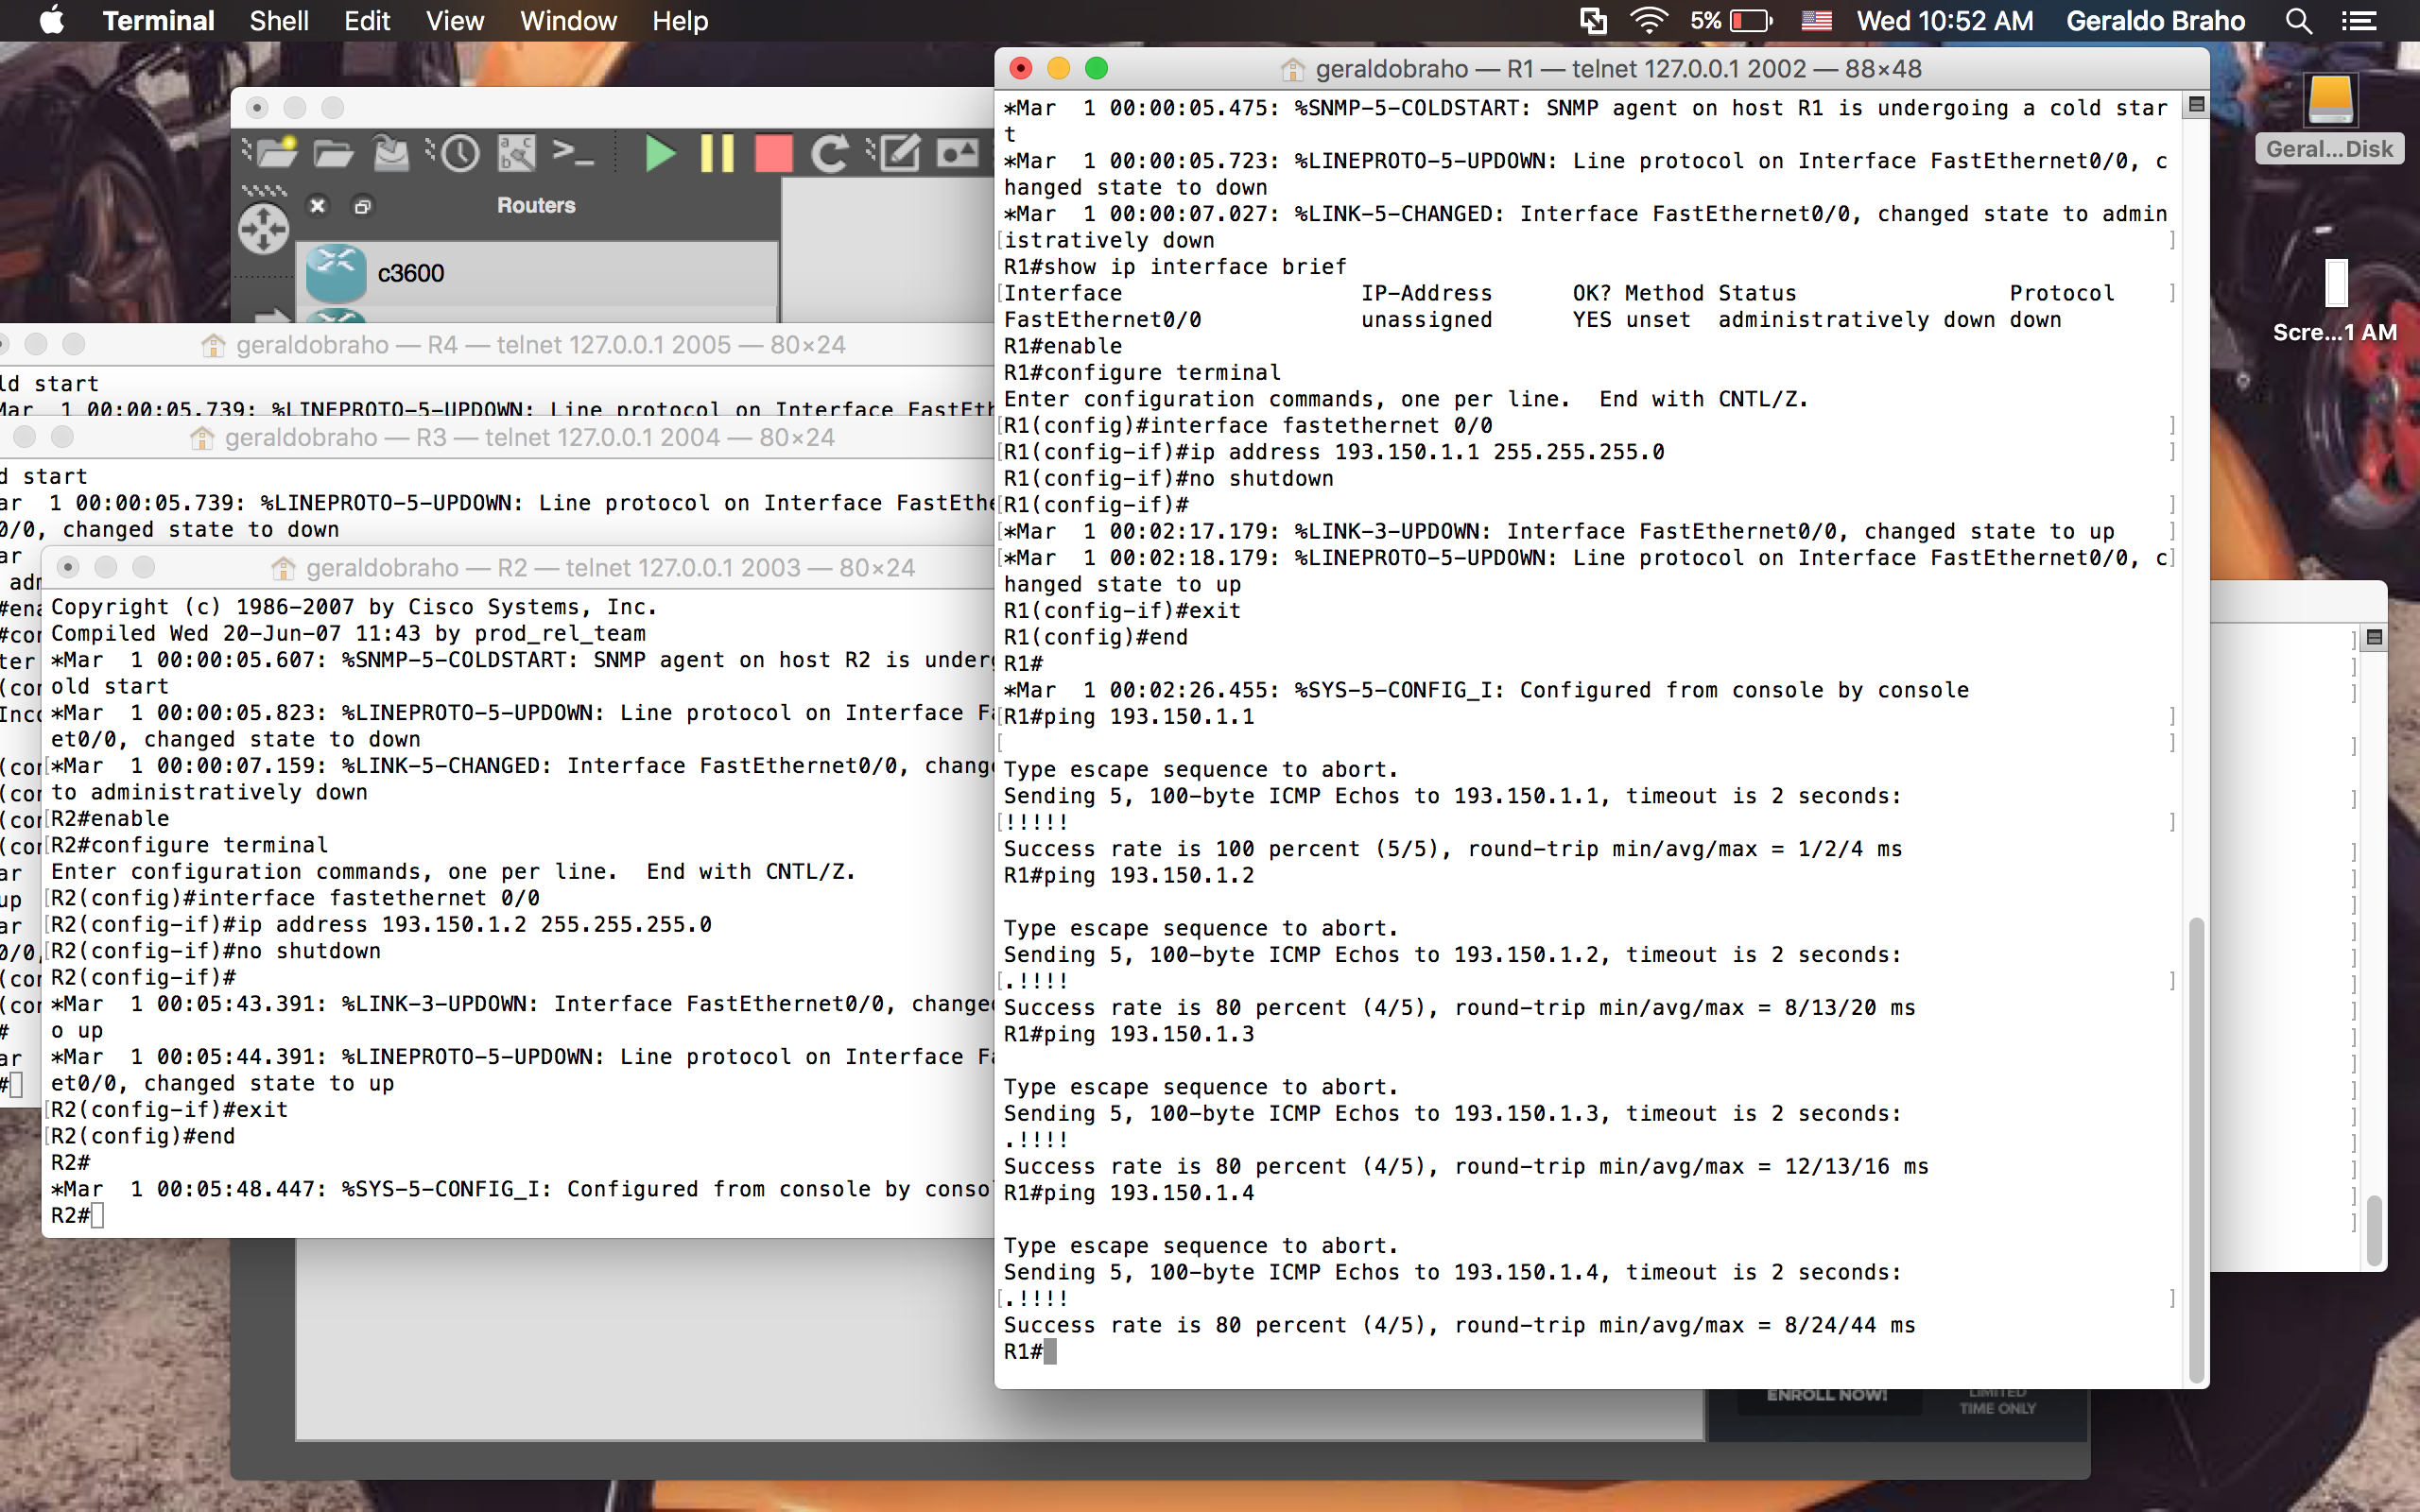 Terminal Shell Edit View Window Help 5% Wed 10:52 AM Geraldo Braho
Geral...Disk
Scre...1 AM
Routers
c3600
geraldobraho — R4 — telnet 127.0.0.1 2005 — 80×24
ld start
Mar  1 00:00:05.739: %LINEPROTO-5-UPDOWN: Line protocol on Interface FastEth
geraldobraho — R3 — telnet 127.0.0.1 2004 — 80×24
d start
ar  1 00:00:05.739: %LINEPROTO-5-UPDOWN: Line protocol on Interface FastEthe
0/0, changed state to down
ar
adm
#ena
#con
ter
(con
Inco
(con
(con
(con
(con
ar
up
ar
0/0,
(con
(con
#
ar
#
geraldobraho — R2 — telnet 127.0.0.1 2003 — 80×24
Copyright (c) 1986-2007 by Cisco Systems, Inc.
Compiled Wed 20-Jun-07 11:43 by prod_rel_team
*Mar  1 00:00:05.607: %SNMP-5-COLDSTART: SNMP agent on host R2 is underg
old start
*Mar  1 00:00:05.823: %LINEPROTO-5-UPDOWN: Line protocol on Interface Fa
et0/0, changed state to down
*Mar  1 00:00:07.159: %LINK-5-CHANGED: Interface FastEthernet0/0, change
to administratively down
R2#enable
R2#configure terminal
Enter configuration commands, one per line.  End with CNTL/Z.
R2(config)#interface fastethernet 0/0
R2(config-if)#ip address 193.150.1.2 255.255.255.0
R2(config-if)#no shutdown
R2(config-if)#
*Mar  1 00:05:43.391: %LINK-3-UPDOWN: Interface FastEthernet0/0, changed
o up
*Mar  1 00:05:44.391: %LINEPROTO-5-UPDOWN: Line protocol on Interface Fa
et0/0, changed state to up
R2(config-if)#exit
R2(config)#end
R2#
*Mar  1 00:05:48.447: %SYS-5-CONFIG_I: Configured from console by consol
R2#
geraldobraho — R1 — telnet 127.0.0.1 2002 — 88×48
*Mar  1 00:00:05.475: %SNMP-5-COLDSTART: SNMP agent on host R1 is undergoing a cold star
t
*Mar  1 00:00:05.723: %LINEPROTO-5-UPDOWN: Line protocol on Interface FastEthernet0/0, c
hanged state to down
*Mar  1 00:00:07.027: %LINK-5-CHANGED: Interface FastEthernet0/0, changed state to admin
istratively down
R1#show ip interface brief
Interface                  IP-Address      OK? Method Status                Protocol
FastEthernet0/0            unassigned      YES unset  administratively down down
R1#enable
R1#configure terminal
Enter configuration commands, one per line.  End with CNTL/Z.
R1(config)#interface fastethernet 0/0
R1(config-if)#ip address 193.150.1.1 255.255.255.0
R1(config-if)#no shutdown
R1(config-if)#
*Mar  1 00:02:17.179: %LINK-3-UPDOWN: Interface FastEthernet0/0, changed state to up
*Mar  1 00:02:18.179: %LINEPROTO-5-UPDOWN: Line protocol on Interface FastEthernet0/0, c
hanged state to up
R1(config-if)#exit
R1(config)#end
R1#
*Mar  1 00:02:26.455: %SYS-5-CONFIG_I: Configured from console by console
R1#ping 193.150.1.1
Type escape sequence to abort.
Sending 5, 100-byte ICMP Echos to 193.150.1.1, timeout is 2 seconds:
!!!!!
Success rate is 100 percent (5/5), round-trip min/avg/max = 1/2/4 ms
R1#ping 193.150.1.2
Type escape sequence to abort.
Sending 5, 100-byte ICMP Echos to 193.150.1.2, timeout is 2 seconds:
.!!!!
Success rate is 80 percent (4/5), round-trip min/avg/max = 8/13/20 ms
R1#ping 193.150.1.3
Type escape sequence to abort.
Sending 5, 100-byte ICMP Echos to 193.150.1.3, timeout is 2 seconds:
.!!!!
Success rate is 80 percent (4/5), round-trip min/avg/max = 12/13/16 ms
R1#ping 193.150.1.4
Type escape sequence to abort.
Sending 5, 100-byte ICMP Echos to 193.150.1.4, timeout is 2 seconds:
.!!!!
Success rate is 80 percent (4/5), round-trip min/avg/max = 8/24/44 ms
R1#
ENROLL NOW!
LIMITED
TIME ONLY